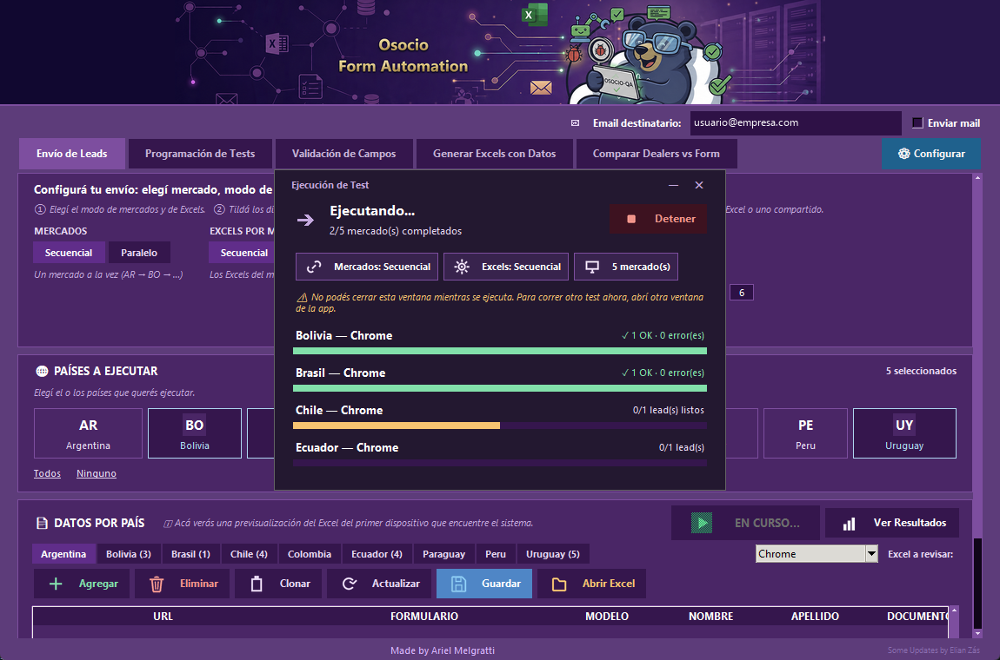 Osocio
Form Automation
OSOCIO-QA
Email destinatario:
usuario@empresa.com
Enviar mail
Envío de Leads
Programación de Tests
Validación de Campos
Generar Excels con Datos
Comparar Dealers vs Form
Configurar
Configurá tu envío: elegí mercado, modo de
① Elegí el modo de mercados y de Excels. ② Tildá los di
Excel o uno compartido.
MERCADOS
EXCELS POR M
Secuencial
Paralelo
Secuencial
Un mercado a la vez (AR → BO → ...)
Los Excels del m
6
Ejecución de Test
Ejecutando...
2/5 mercado(s) completados
Detener
Mercados: Secuencial
Excels: Secuencial
5 mercado(s)
⚠ No podés cerrar esta ventana mientras se ejecuta. Para correr otro test ahora, abrí otra ventana
de la app.
Bolivia — Chrome
✓ 1 OK · 0 error(es)
Brasil — Chrome
✓ 1 OK · 0 error(es)
Chile — Chrome
0/1 lead(s) listos
Ecuador — Chrome
0/1 lead(s)
PAÍSES A EJECUTAR
5 seleccionados
Elegí el o los países que querés ejecutar.
AR
Argentina
BO
Bolivia
PE
Peru
UY
Uruguay
Todos
Ninguno
DATOS POR PAÍS
Acá verás una previsualización del Excel del primer dispositivo que encuentre el sistema.
EN CURSO...
Ver Resultados
Argentina
Bolivia (3)
Brasil (1)
Chile (4)
Colombia
Ecuador (4)
Paraguay
Peru
Uruguay (5)
Chrome
Excel a revisar:
Agregar
Eliminar
Clonar
Actualizar
Guardar
Abrir Excel
URL
FORMULARIO
MODELO
NOMBRE
APELLIDO
DOCUMENTO
Made by Ariel Melgratti
Some Updates by Elian Zás